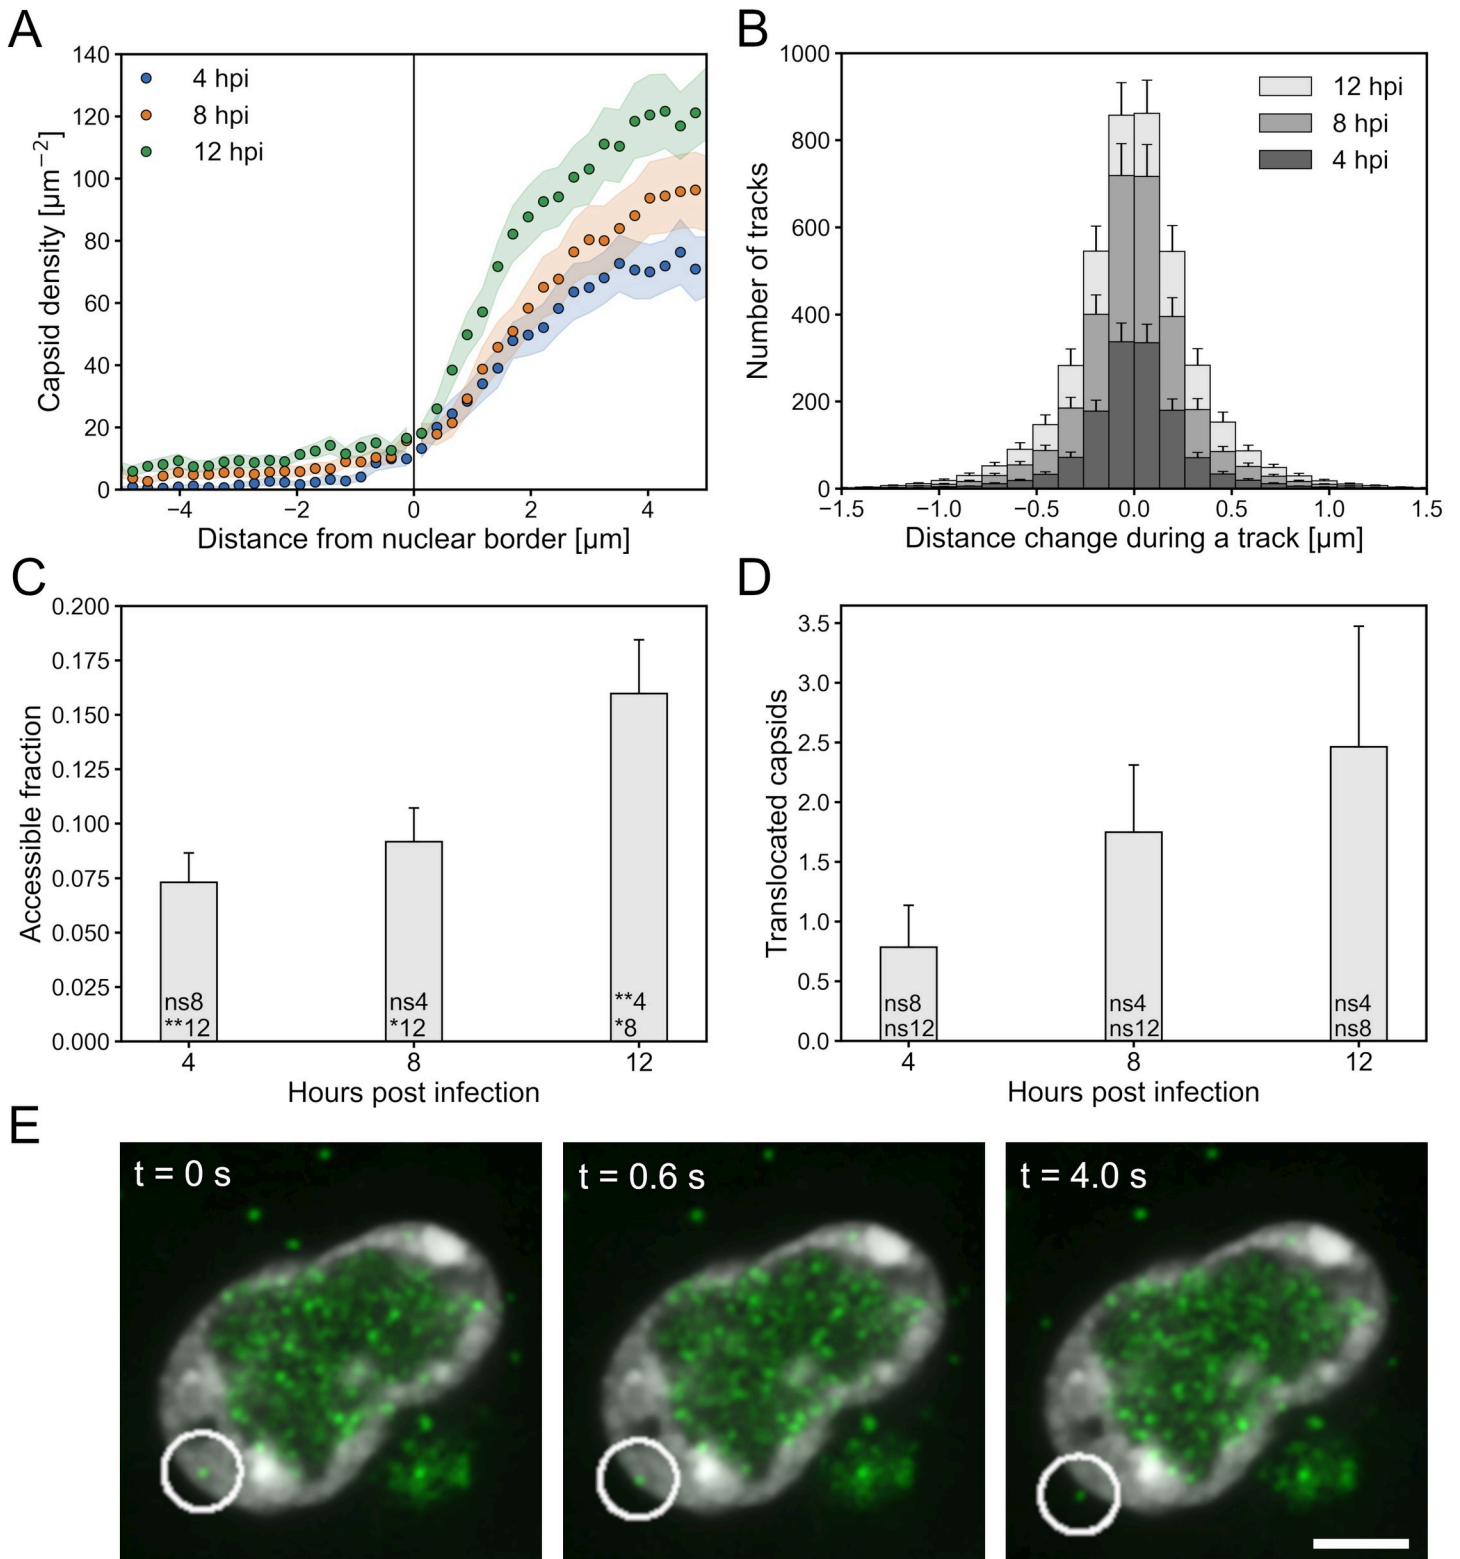 A
140
120
100
80
60
40
20
0
Capsid density [µm⁻²]
4 hpi
8 hpi
12 hpi
−4
−2
0
2
4
Distance from nuclear border [µm]
B
1000
800
600
400
200
0
Number of tracks
12 hpi
8 hpi
4 hpi
−1.5
−1.0
−0.5
0.0
0.5
1.0
1.5
Distance change during a track [µm]
C
0.200
0.175
0.150
0.125
0.100
0.075
0.050
0.025
0.000
Accessible fraction
ns8
**12
ns4
*12
**4
*8
4
8
12
Hours post infection
D
3.5
3.0
2.5
2.0
1.5
1.0
0.5
0.0
Translocated capsids
ns8
ns12
ns4
ns12
ns4
ns8
4
8
12
Hours post infection
E
t = 0 s
t = 0.6 s
t = 4.0 s